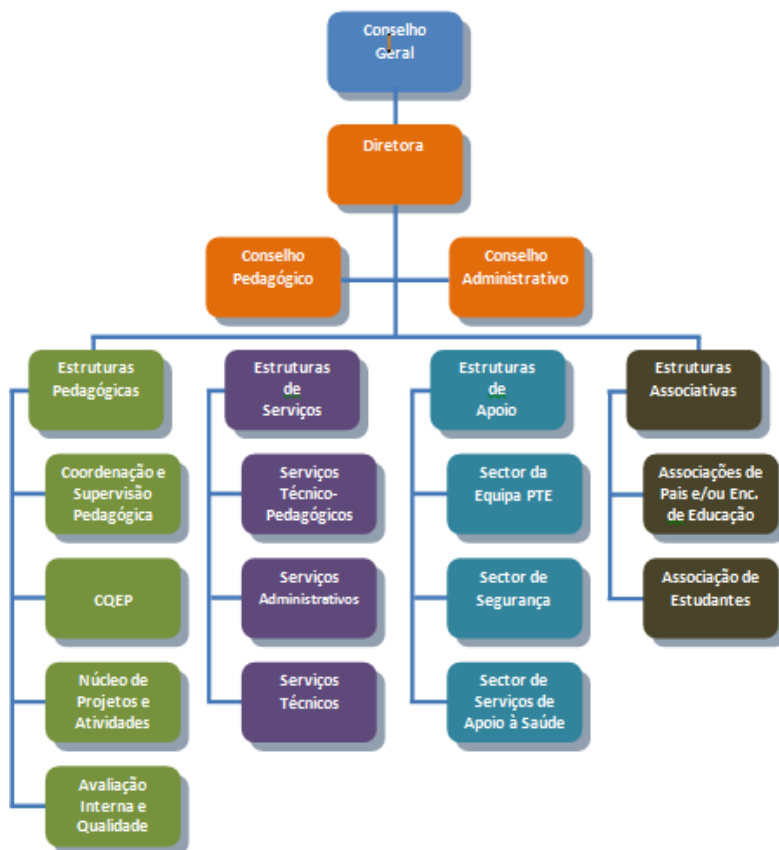 Conselho
Geral
Diretora
Conselho
Pedagógico
Conselho
Administrativo
Estruturas
Pedagógicas
Coordenação e
Supervisão
Pedagógica
CQEP
Núcleo de
Projetos e
Atividades
Avaliação
Interna e
Qualidade
Estruturas
de
Serviços
Serviços
Técnico-
Pedagógicos
Serviços
Administrativos
Serviços
Técnicos
Estruturas
de
Apoio
Sector da
Equipa PTE
Sector de
Segurança
Sector de
Serviços de
Apoio à Saúde
Estruturas
Associativas
Associações de
Pais e/ou Enc.
de Educação
Associação de
Estudantes